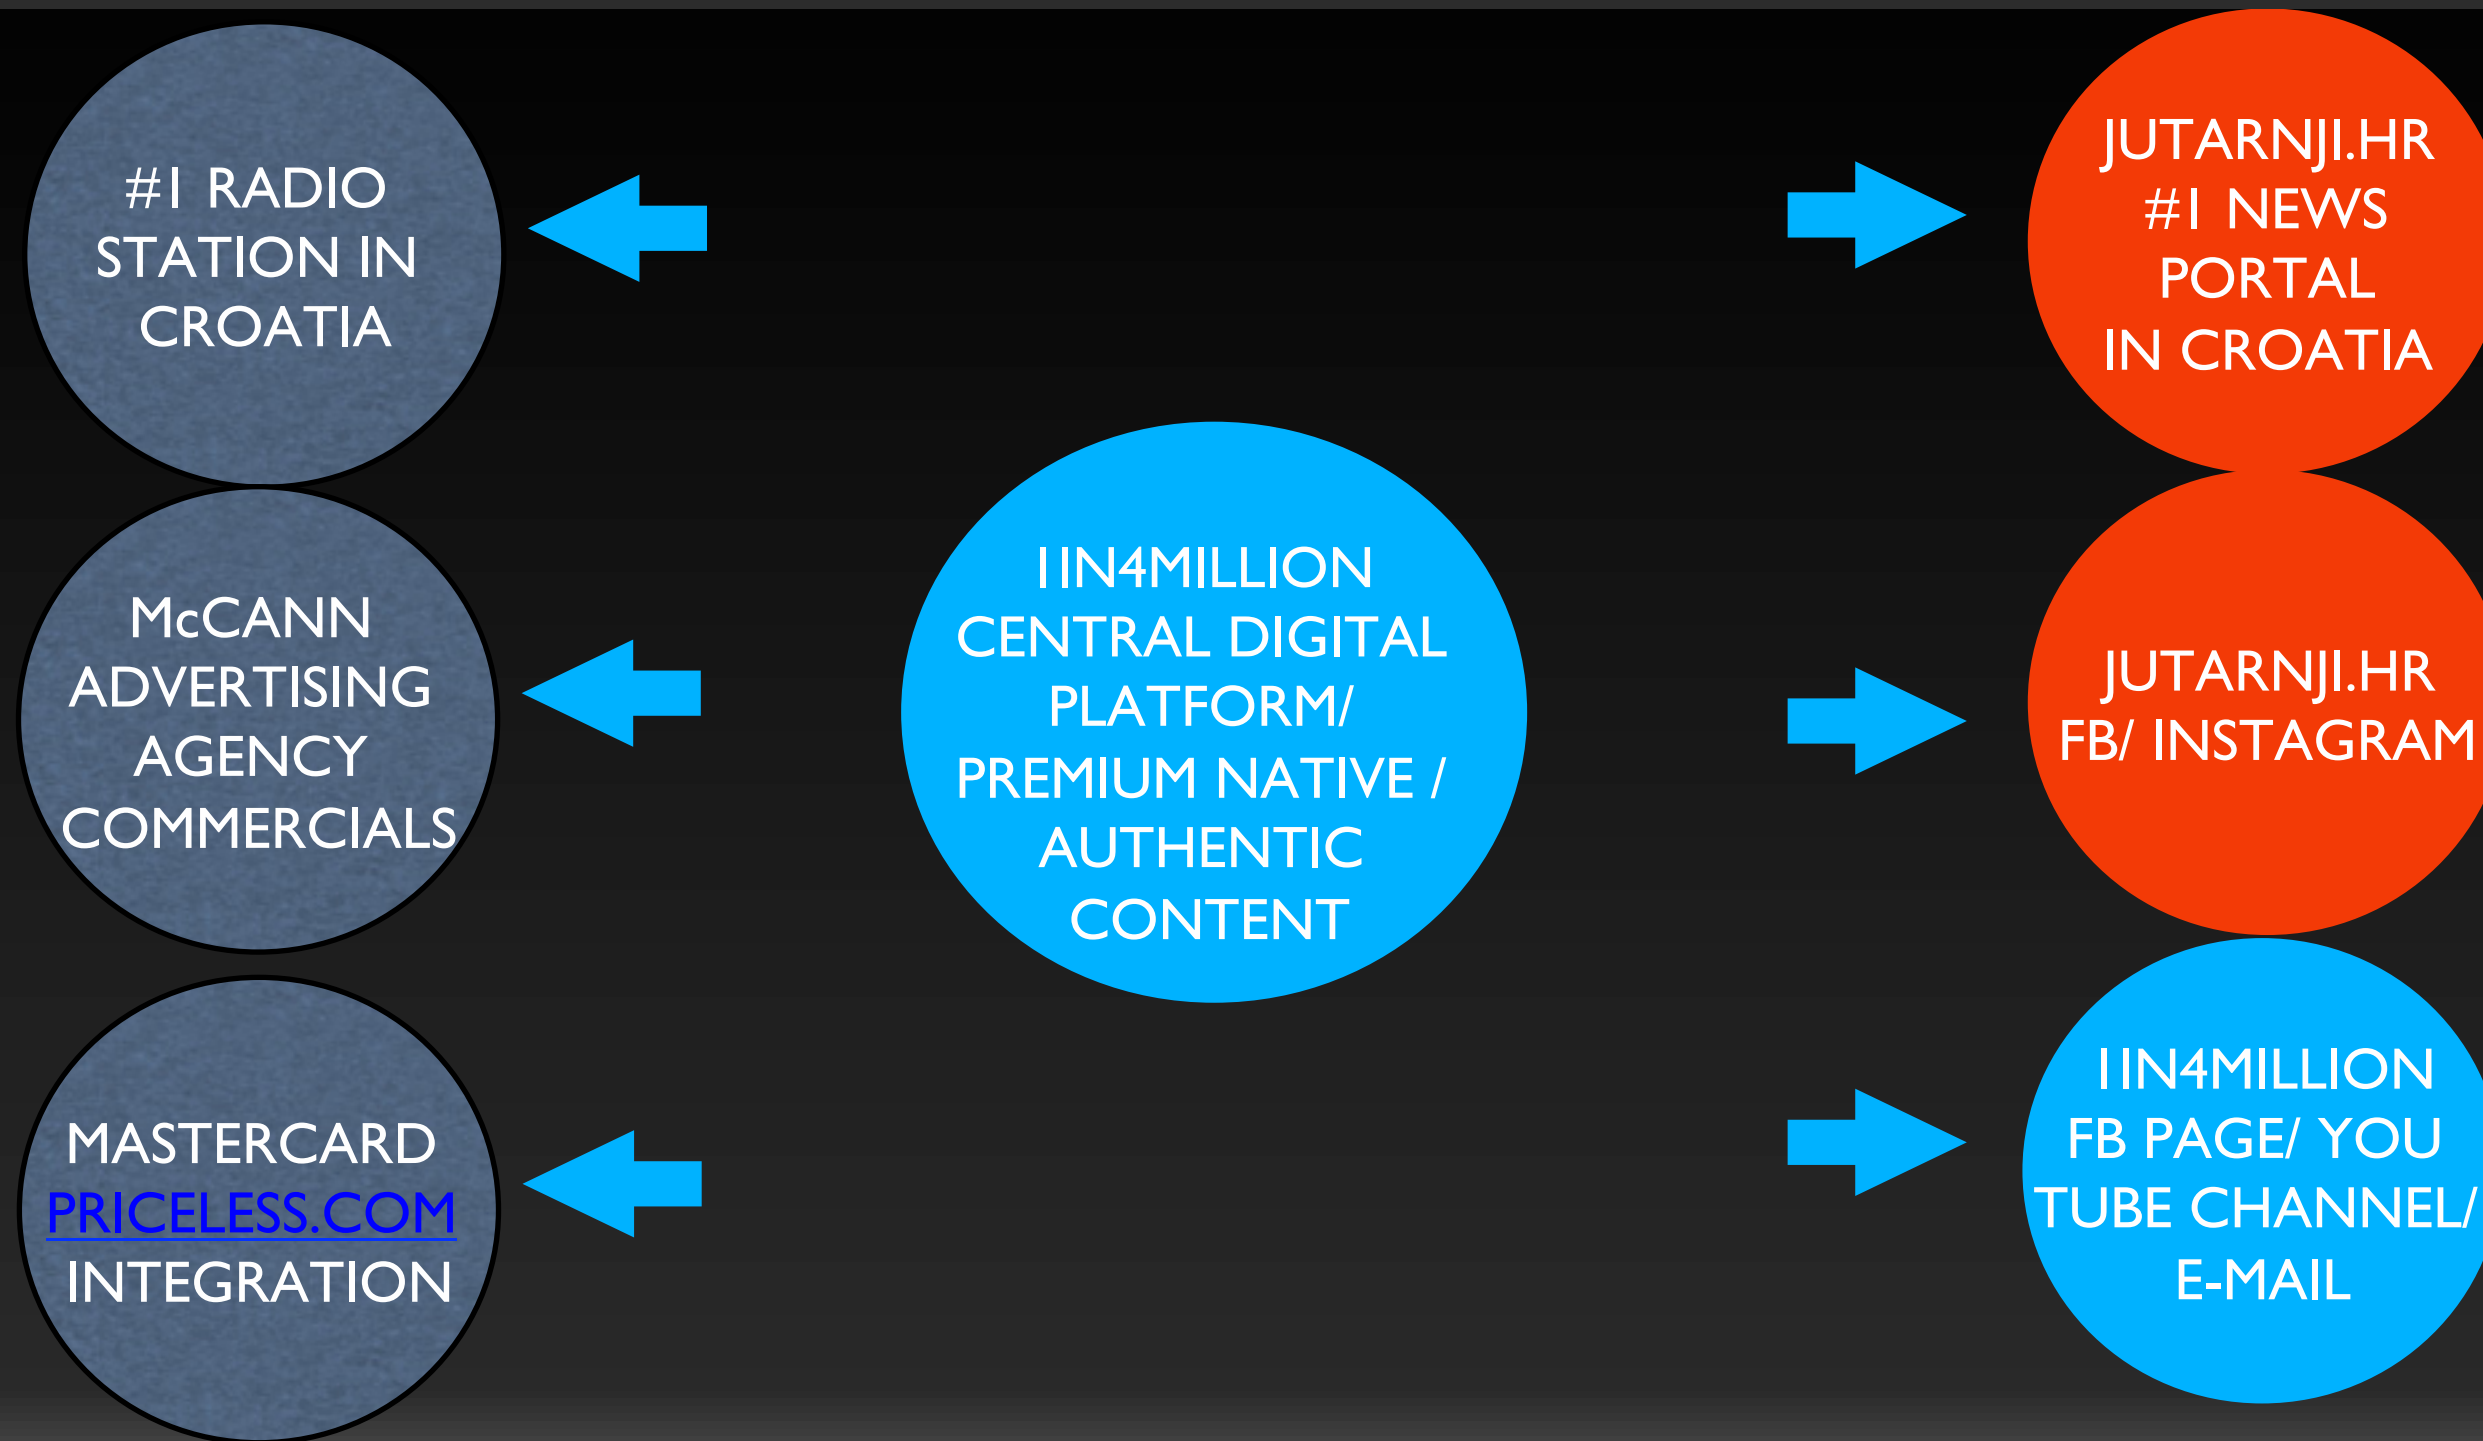 #1 RADIO
STATION IN
CROATIA
McCANN
ADVERTISING
AGENCY
COMMERCIALS
MASTERCARD
PRICELESS.COM
INTEGRATION
1IN4MILLION
CENTRAL DIGITAL
PLATFORM/
PREMIUM NATIVE /
AUTHENTIC
CONTENT
JUTARNJI.HR
#1 NEWS
PORTAL
IN CROATIA
JUTARNJI.HR
FB/ INSTAGRAM
1IN4MILLION
FB PAGE/ YOU
TUBE CHANNEL/
E-MAIL